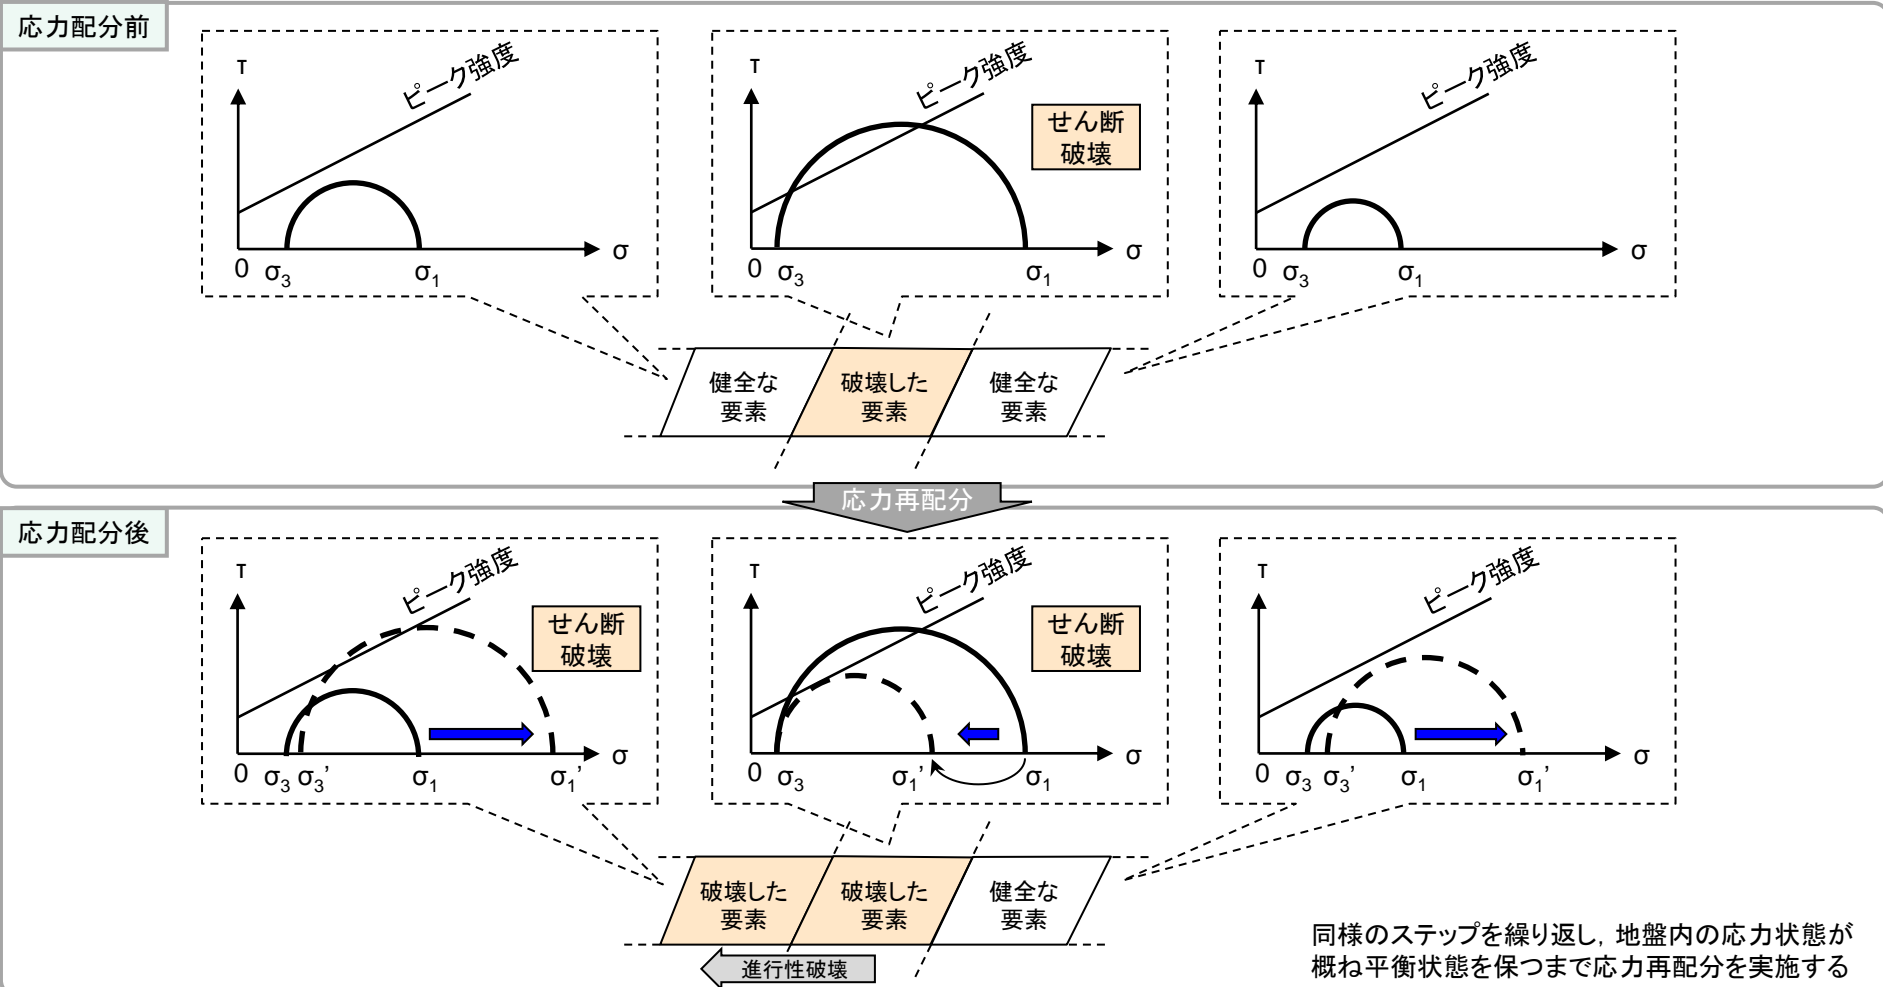 応力配分前
τ
ピーク強度
0
σ3
σ1
σ
τ
ピーク強度
せん断
破壊
0
σ3
σ1
σ
τ
ピーク強度
0
σ3
σ1
σ
健全な
要素
破壊した
要素
健全な
要素
応力再配分
応力配分後
τ
ピーク強度
せん断
破壊
0
σ3
σ3’
σ1
σ1’
σ
τ
ピーク強度
せん断
破壊
0
σ3
σ1’
σ1
σ
τ
ピーク強度
0
σ3
σ3’
σ1
σ1’
σ
破壊した
要素
破壊した
要素
健全な
要素
進行性破壊
同様のステップを繰り返し，地盤内の応力状態が
概ね平衡状態を保つまで応力再配分を実施する